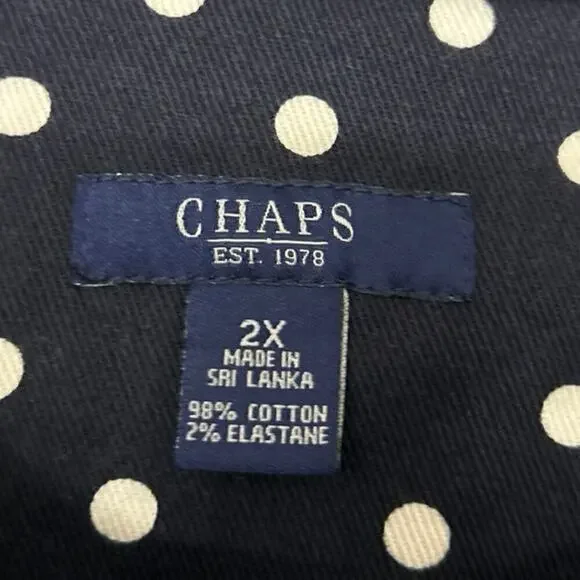 CHAPS
EST. 1978
2X
MADE IN
SRI LANKA
98% COTTON
2% ELASTANE